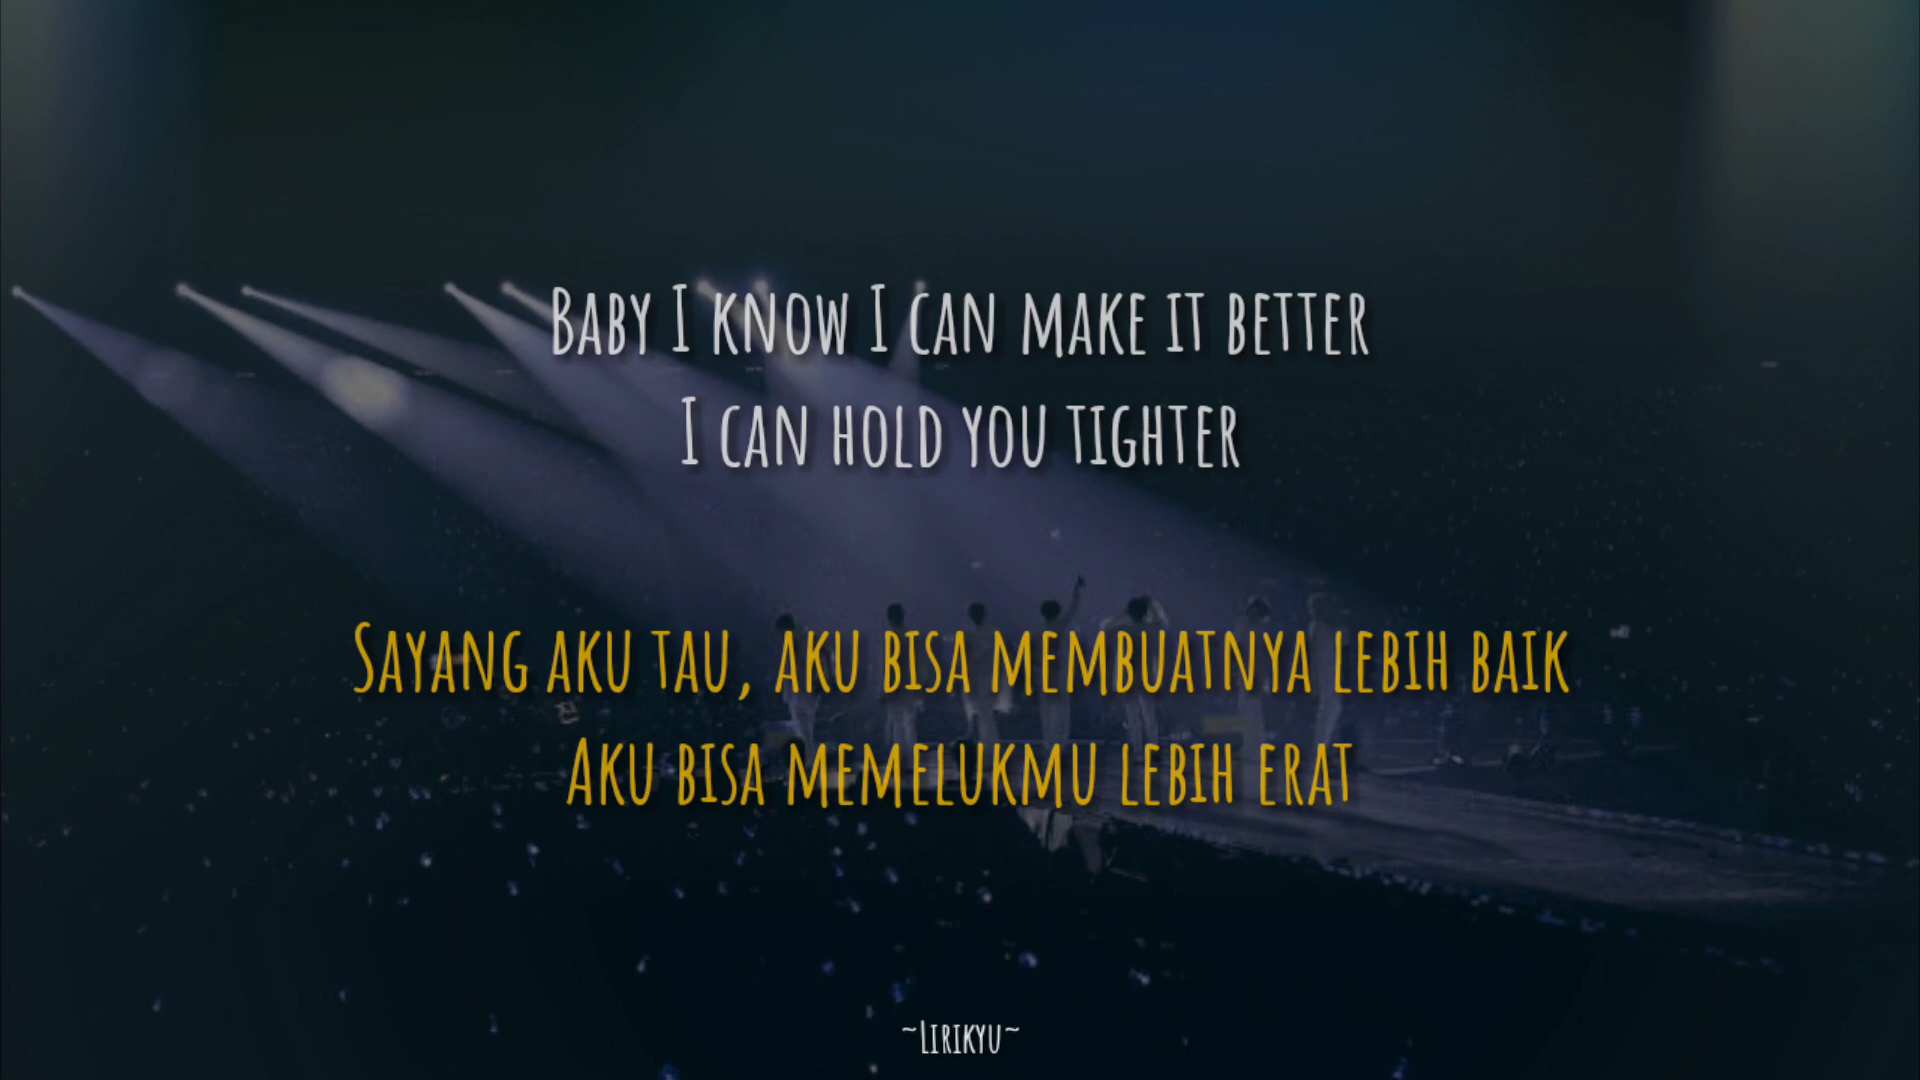 Baby I know I can make it better
I can hold you tighter
Sayang aku tau, aku bisa membuatnya lebih baik
Aku bisa memelukmu lebih erat
~Lirikyu~